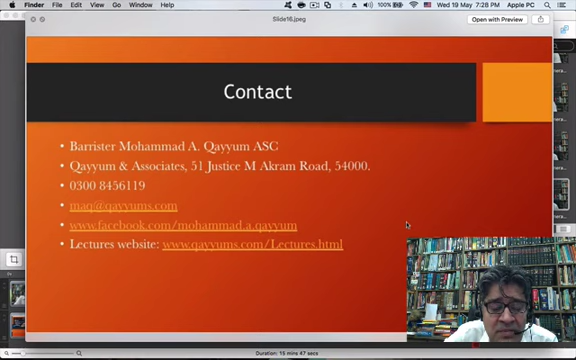 Finder File Edit View Go Window Help
100% Wed 19 May 7:28 PM Apple PC
Slide16.jpeg
Open with Preview
Contact
• Barrister Mohammad A. Qayyum ASC
• Qayyum & Associates, 51 Justice M Akram Road, 54000.
• 0300 8456119
• maq@qayyums.com
• www.facebook.com/mohammad.a.qayyum
• Lectures website: www.qayyums.com/Lectures.html
Duration: 15 mins 47 secs